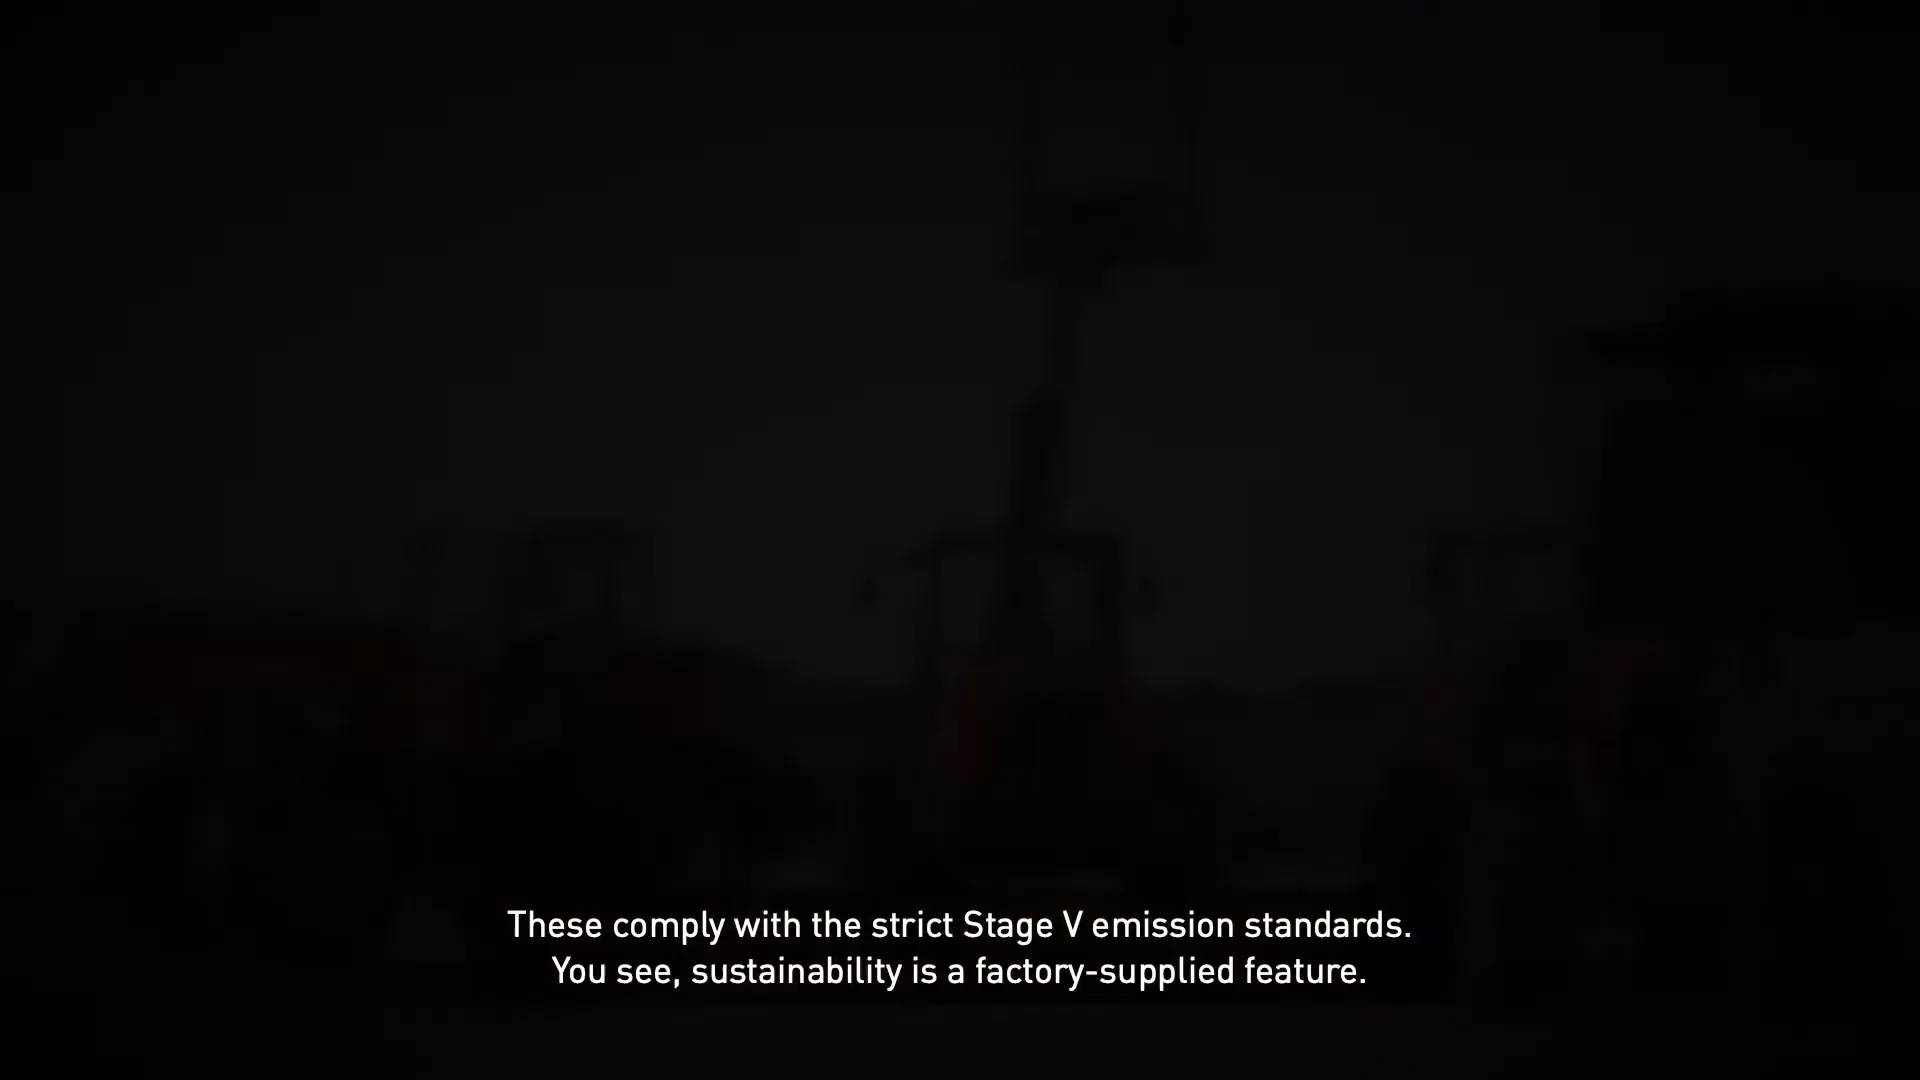 These comply with the strict Stage V emission standards.
You see, sustainability is a factory-supplied feature.